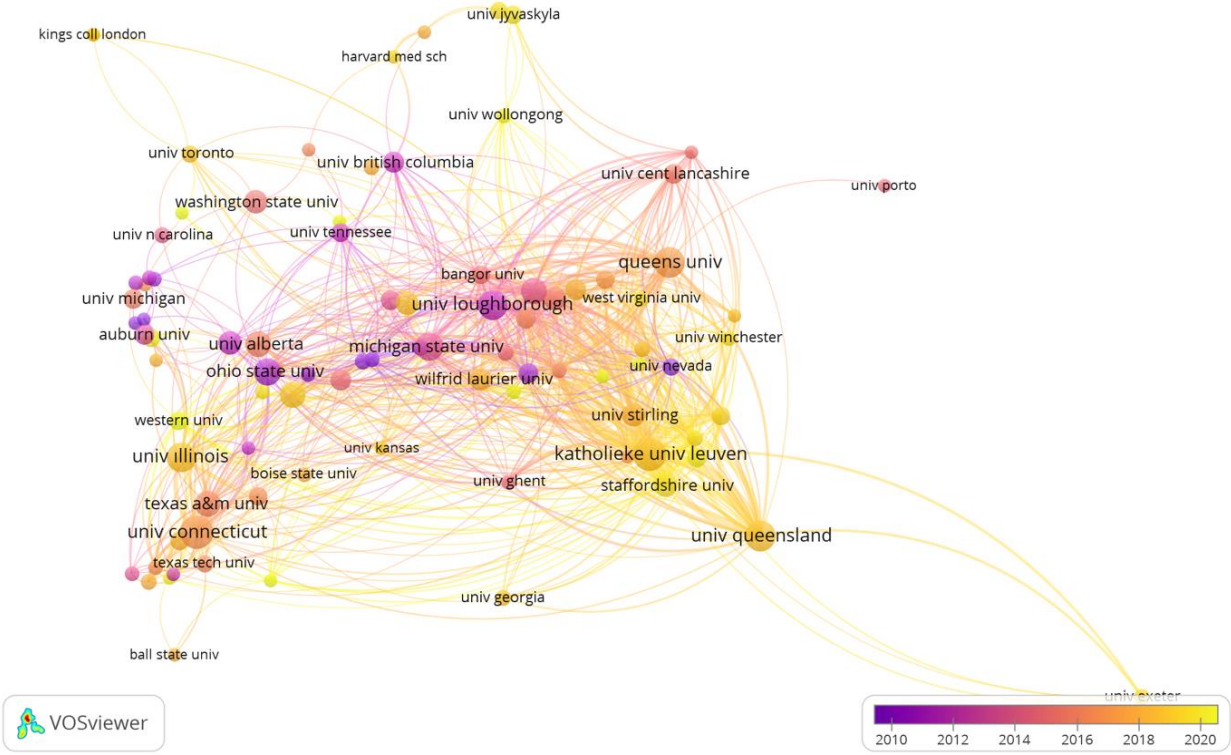 univ jyvaskyla
kings coll london
harvard med sch
univ wollongong
univ toronto
univ british columbia
univ cent lancashire
univ porto
washington state univ
univ n carolina
univ tennessee
queens univ
bangor univ
univ michigan
univ loughborough
west virginia univ
auburn univ
univ winchester
univ alberta
michigan state univ
ohio state univ
univ nevada
wilfrid laurier univ
univ stirling
western univ
univ kansas
univ ıllinois
katholieke univ leuven
boise state univ
univ ghent
staffordshire univ
texas a&m univ
univ connecticut
univ queensland
texas tech univ
univ georgia
ball state univ
univ exeter
VOSviewer
2010 2012 2014 2016 2018 2020